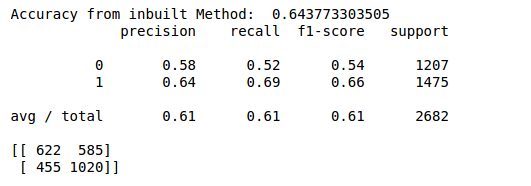 Accuracy from inbuilt Method:  0.643773303505
             precision    recall  f1-score   support
          0       0.58      0.52      0.54      1207
          1       0.64      0.69      0.66      1475
avg / total       0.61      0.61      0.61      2682
[[ 622  585]
 [ 455 1020]]